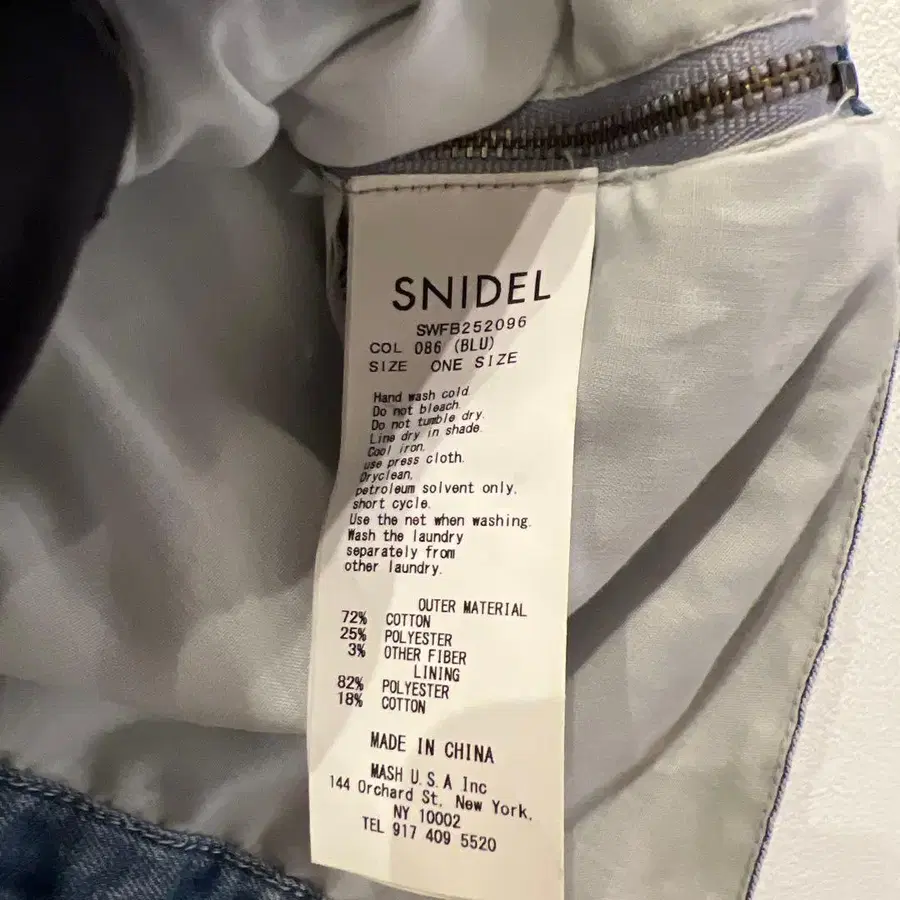 SNIDEL
SWFB252096
COL 086 (BLU)
SIZE ONE SIZE
Hand wash cold.
Do not bleach.
Do not tumble dry.
Line dry in shade.
Cool iron.
use press cloth.
Dryclean,
petroleum solvent only,
short cycle.
Use the net when washing.
Wash the laundry
separately from
other laundry.
OUTER MATERIAL
72% COTTON
25% POLYESTER
3% OTHER FIBER
LINING
82% POLYESTER
18% COTTON
MADE IN CHINA
MASH U.S.A Inc
144 Orchard St, New York,
NY 10002
TEL 917 409 5520